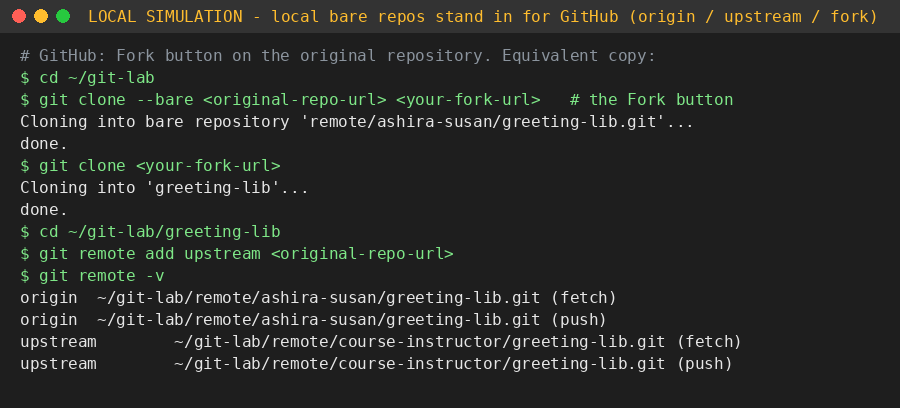 LOCAL SIMULATION - local bare repos stand in for GitHub (origin / upstream / fork)
# GitHub: Fork button on the original repository. Equivalent copy:
$ cd ~/git-lab
$ git clone --bare <original-repo-url> <your-fork-url>   # the Fork button
Cloning into bare repository 'remote/ashira-susan/greeting-lib.git'...
done.
$ git clone <your-fork-url>
Cloning into 'greeting-lib'...
done.
$ cd ~/git-lab/greeting-lib
$ git remote add upstream <original-repo-url>
$ git remote -v
origin  ~/git-lab/remote/ashira-susan/greeting-lib.git (fetch)
origin  ~/git-lab/remote/ashira-susan/greeting-lib.git (push)
upstream        ~/git-lab/remote/course-instructor/greeting-lib.git (fetch)
upstream        ~/git-lab/remote/course-instructor/greeting-lib.git (push)